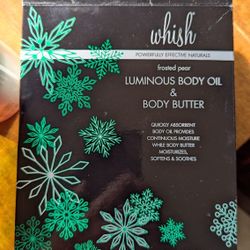 whish
POWERFULLY EFFECTIVE NATURALS
frosted pear
LUMINOUS BODY OIL
&
BODY BUTTER
QUICKLY ABSORBENT
BODY OIL PROVIDES
CONTINUOUS MOISTURE
WHILE BODY BUTTER
MOISTURIZES,
SOFTENS & SOOTHES